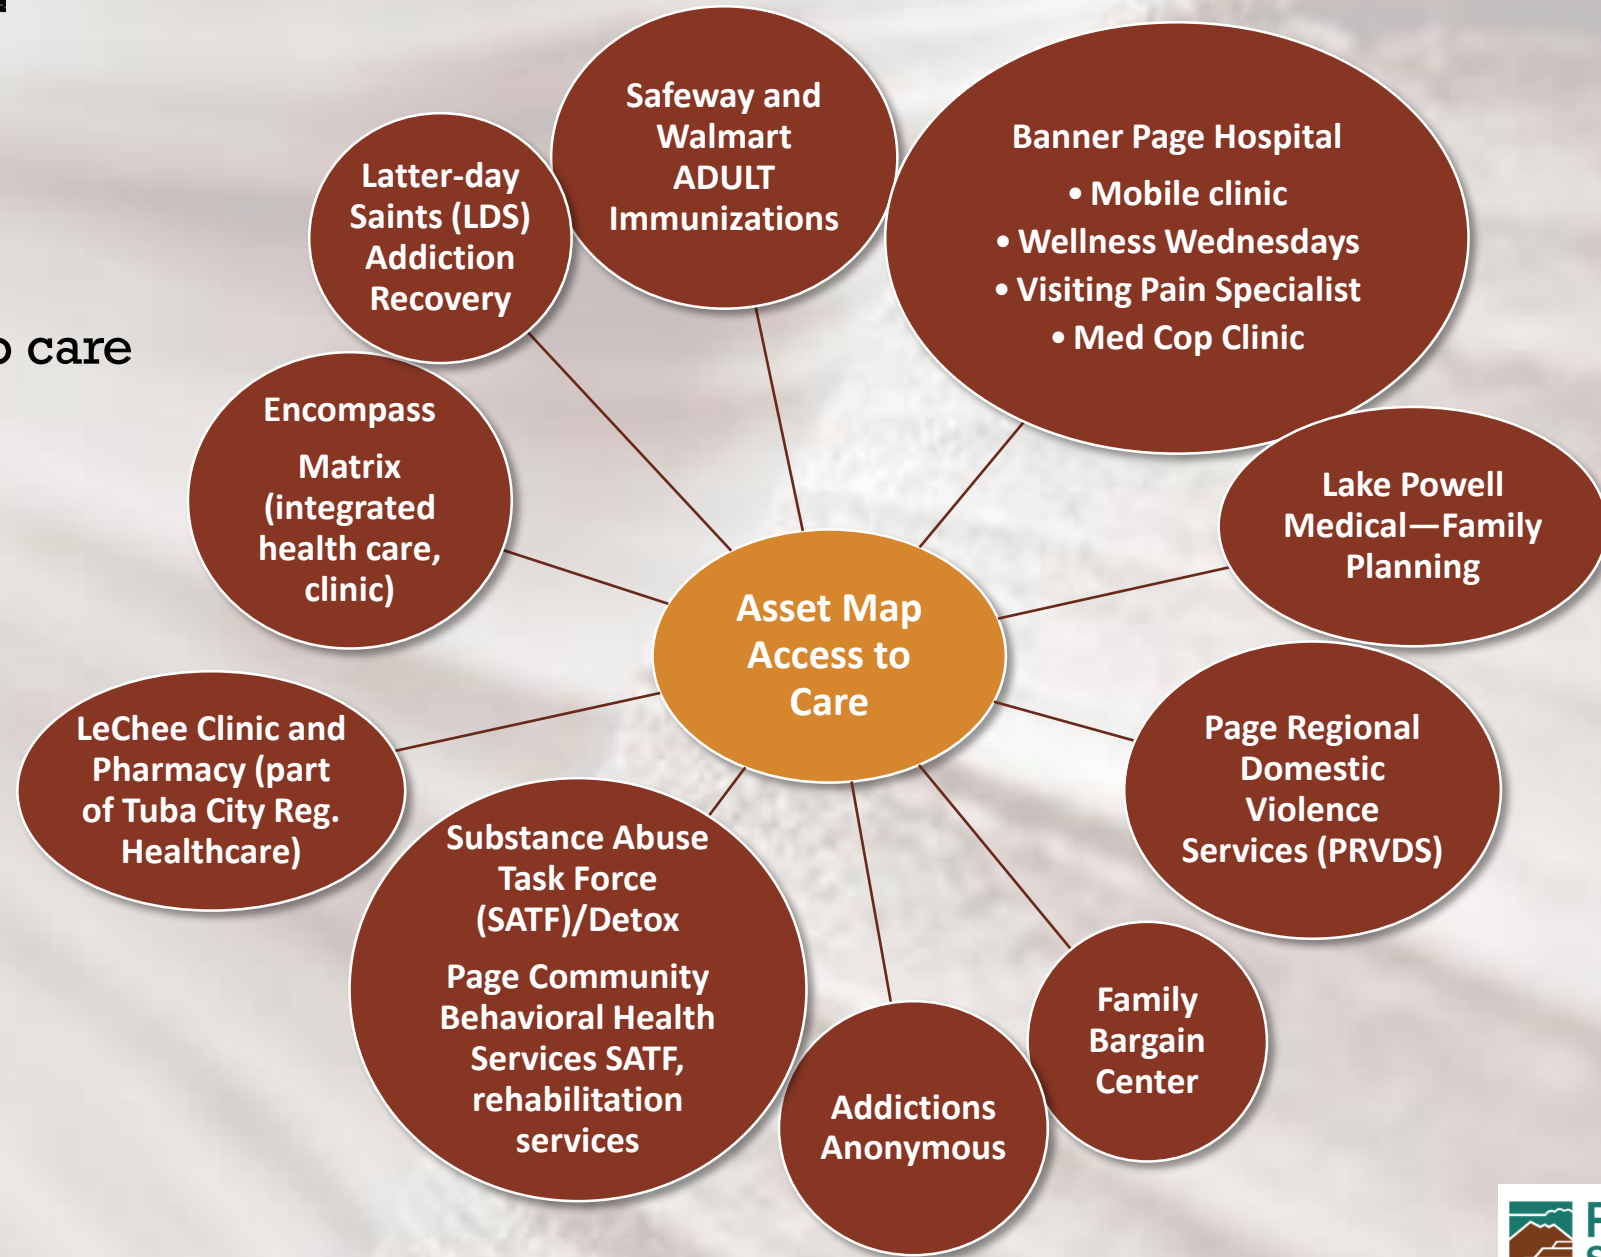 o care
Safeway and
Walmart
ADULT
Immunizations
Banner Page Hospital
• Mobile clinic
• Wellness Wednesdays
• Visiting Pain Specialist
• Med Cop Clinic
Latter-day
Saints (LDS)
Addiction
Recovery
Encompass
Matrix
(integrated
health care,
clinic)
Lake Powell
Medical—Family
Planning
Asset Map
Access to
Care
LeChee Clinic and
Pharmacy (part
of Tuba City Reg.
Healthcare)
Page Regional
Domestic
Violence
Services (PRVDS)
Substance Abuse
Task Force
(SATF)/Detox
Page Community
Behavioral Health
Services SATF,
rehabilitation
services
Addictions
Anonymous
Family
Bargain
Center